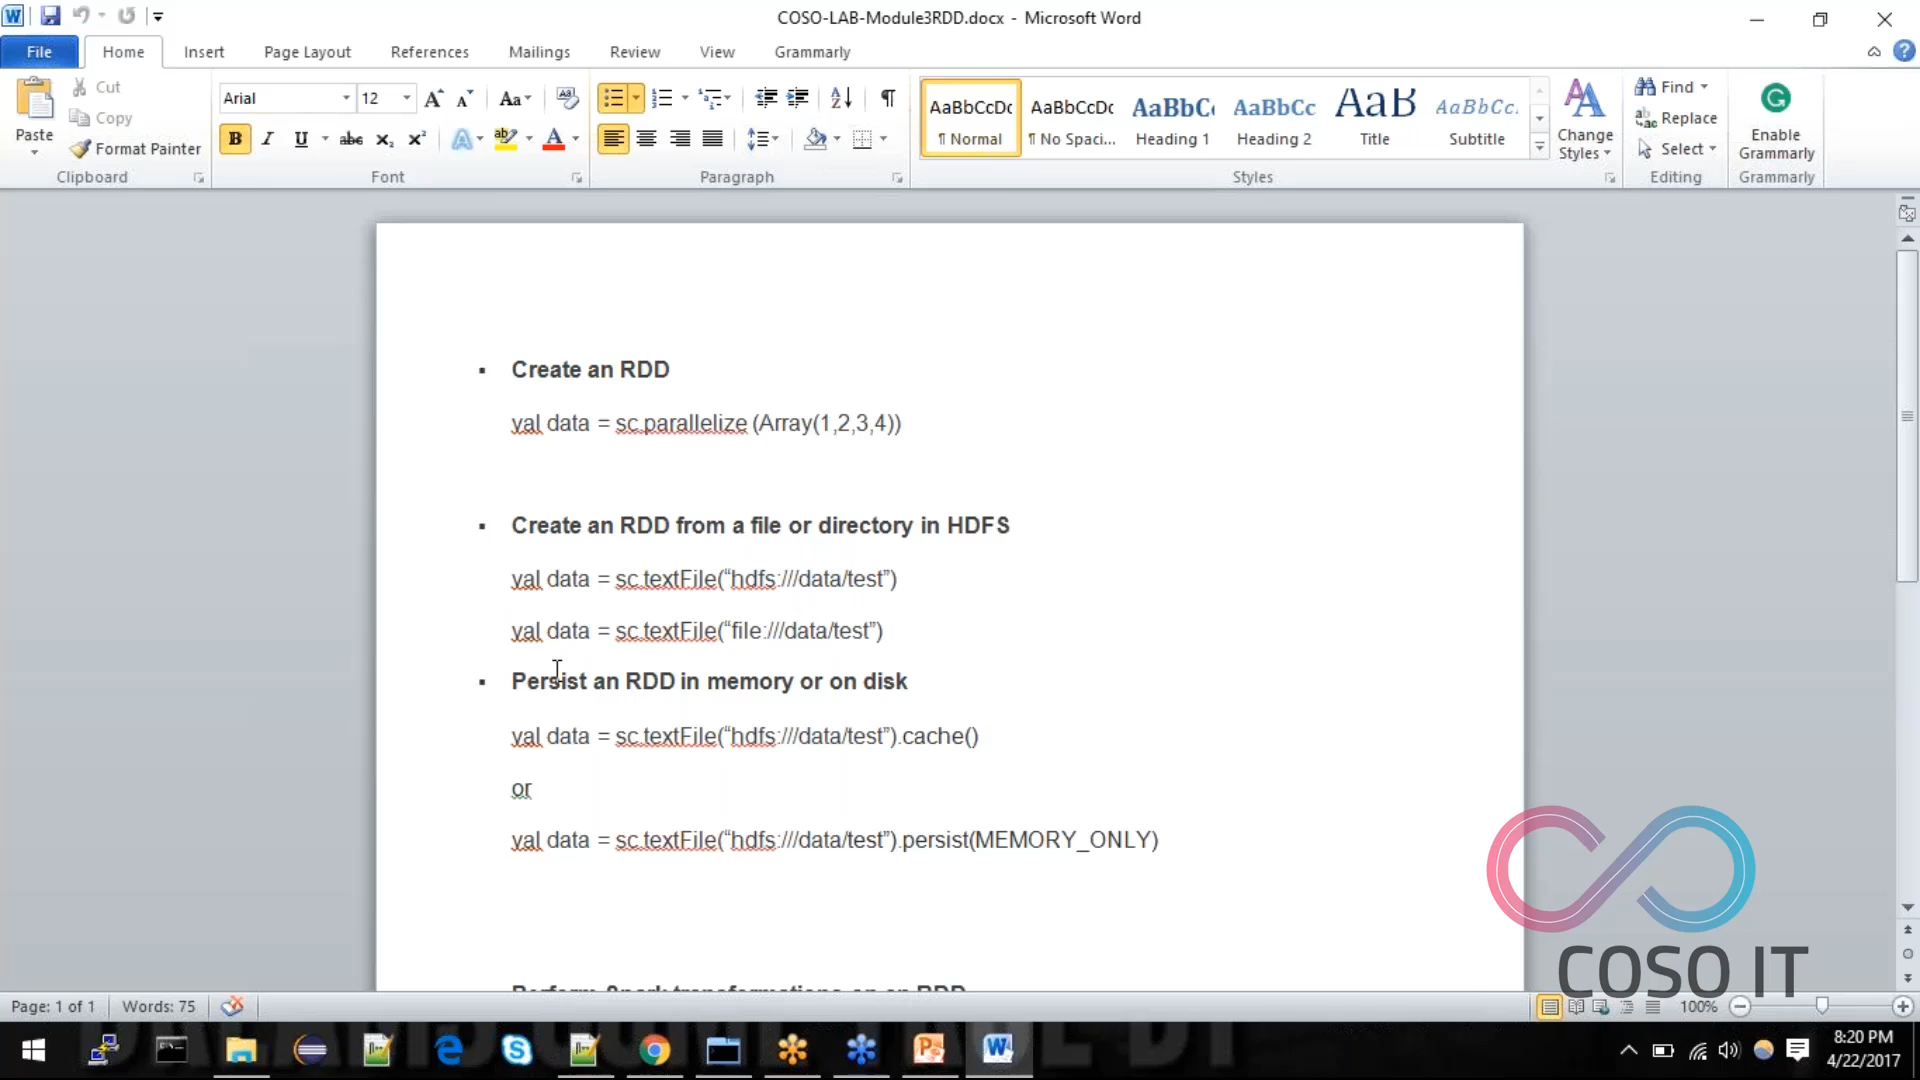 COSO-LAB-Module3RDD.docx - Microsoft Word
File Home Insert Page Layout References Mailings Review View Grammarly
Paste
Cut
Copy
Format Painter
Clipboard
Arial 12
Font
Paragraph
AaBbCcDc AaBbCcDc AaBbC AaBbCc AaB AaBbCc.
¶ Normal ¶ No Spaci... Heading 1 Heading 2 Title Subtitle
Change Styles
Styles
Find
Replace
Select
Editing
Enable Grammarly
Grammarly
▪ Create an RDD
val data = sc.parallelize (Array(1,2,3,4))
▪ Create an RDD from a file or directory in HDFS
val data = sc.textFile(“hdfs:///data/test”)
val data = sc.textFile(“file:///data/test”)
▪ Persist an RDD in memory or on disk
val data = sc.textFile(“hdfs:///data/test”).cache()
or
val data = sc.textFile(“hdfs:///data/test”).persist(MEMORY_ONLY)
Perform Spark transformations on an RDD
COSO IT
Page: 1 of 1 Words: 75 100%
8:20 PM
4/22/2017